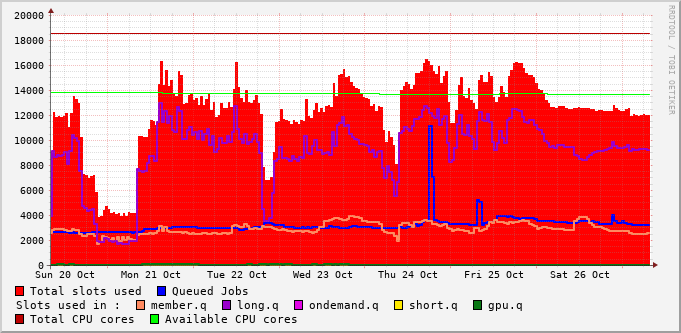 20000
18000
16000
14000
12000
10000
8000
6000
4000
2000
0
Sun 20 Oct Mon 21 Oct Tue 22 Oct Wed 23 Oct Thu 24 Oct Fri 25 Oct Sat 26 Oct
Total slots used Queued Jobs
Slots used in : member.q long.q ondemand.q short.q gpu.q
Total CPU cores Available CPU cores
RRDTOOL / TOBI OETIKER